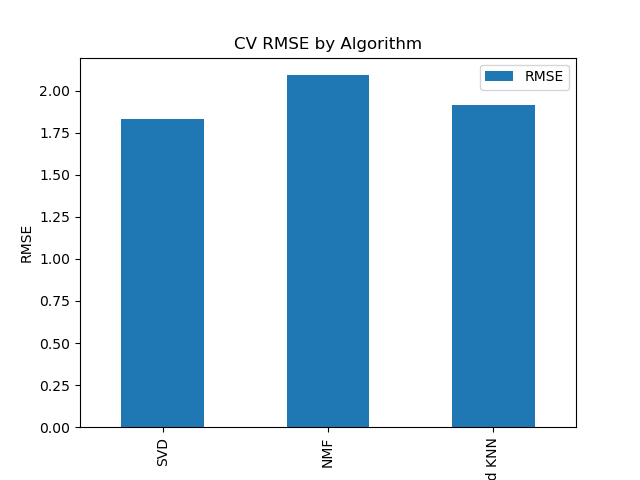 CV RMSE by Algorithm
RMSE
2.00
1.75
1.50
1.25
1.00
0.75
0.50
0.25
0.00
RMSE
SVD
NMF
d KNN